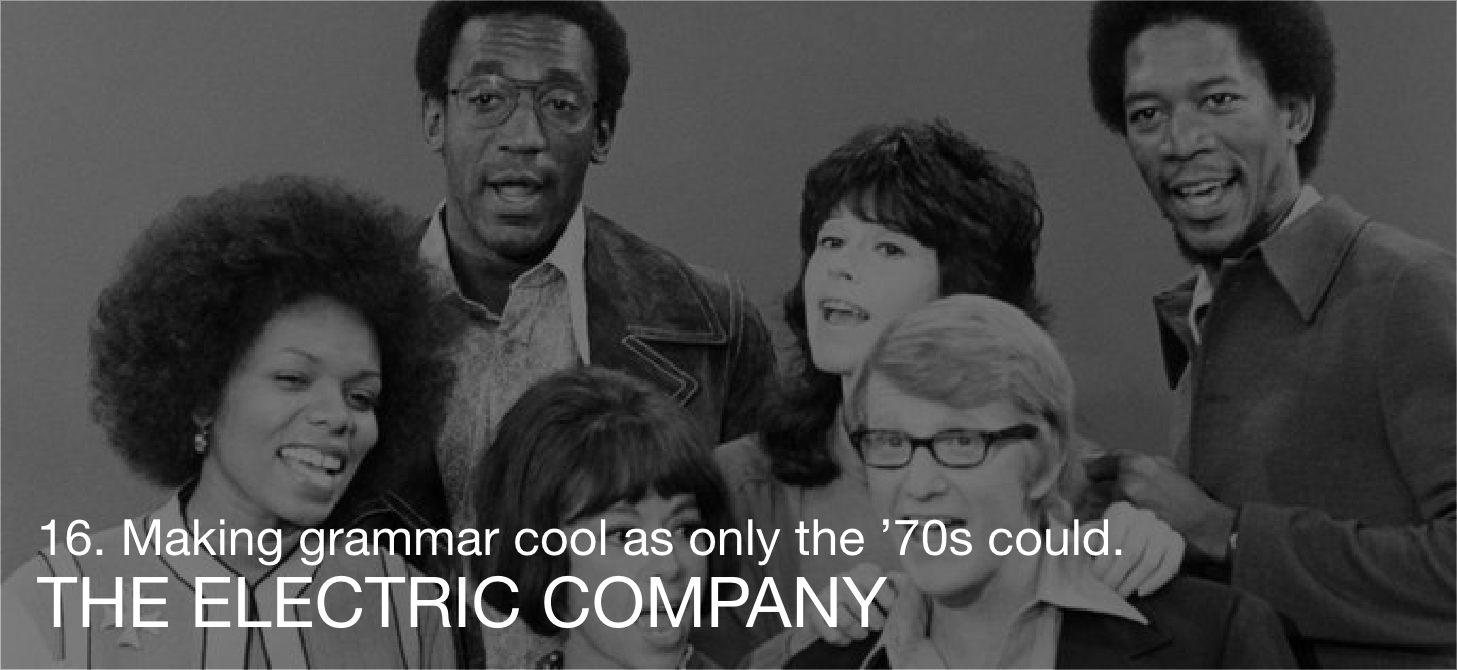 16. Making grammar cool as only the ’70s could.
THE ELECTRIC COMPANY